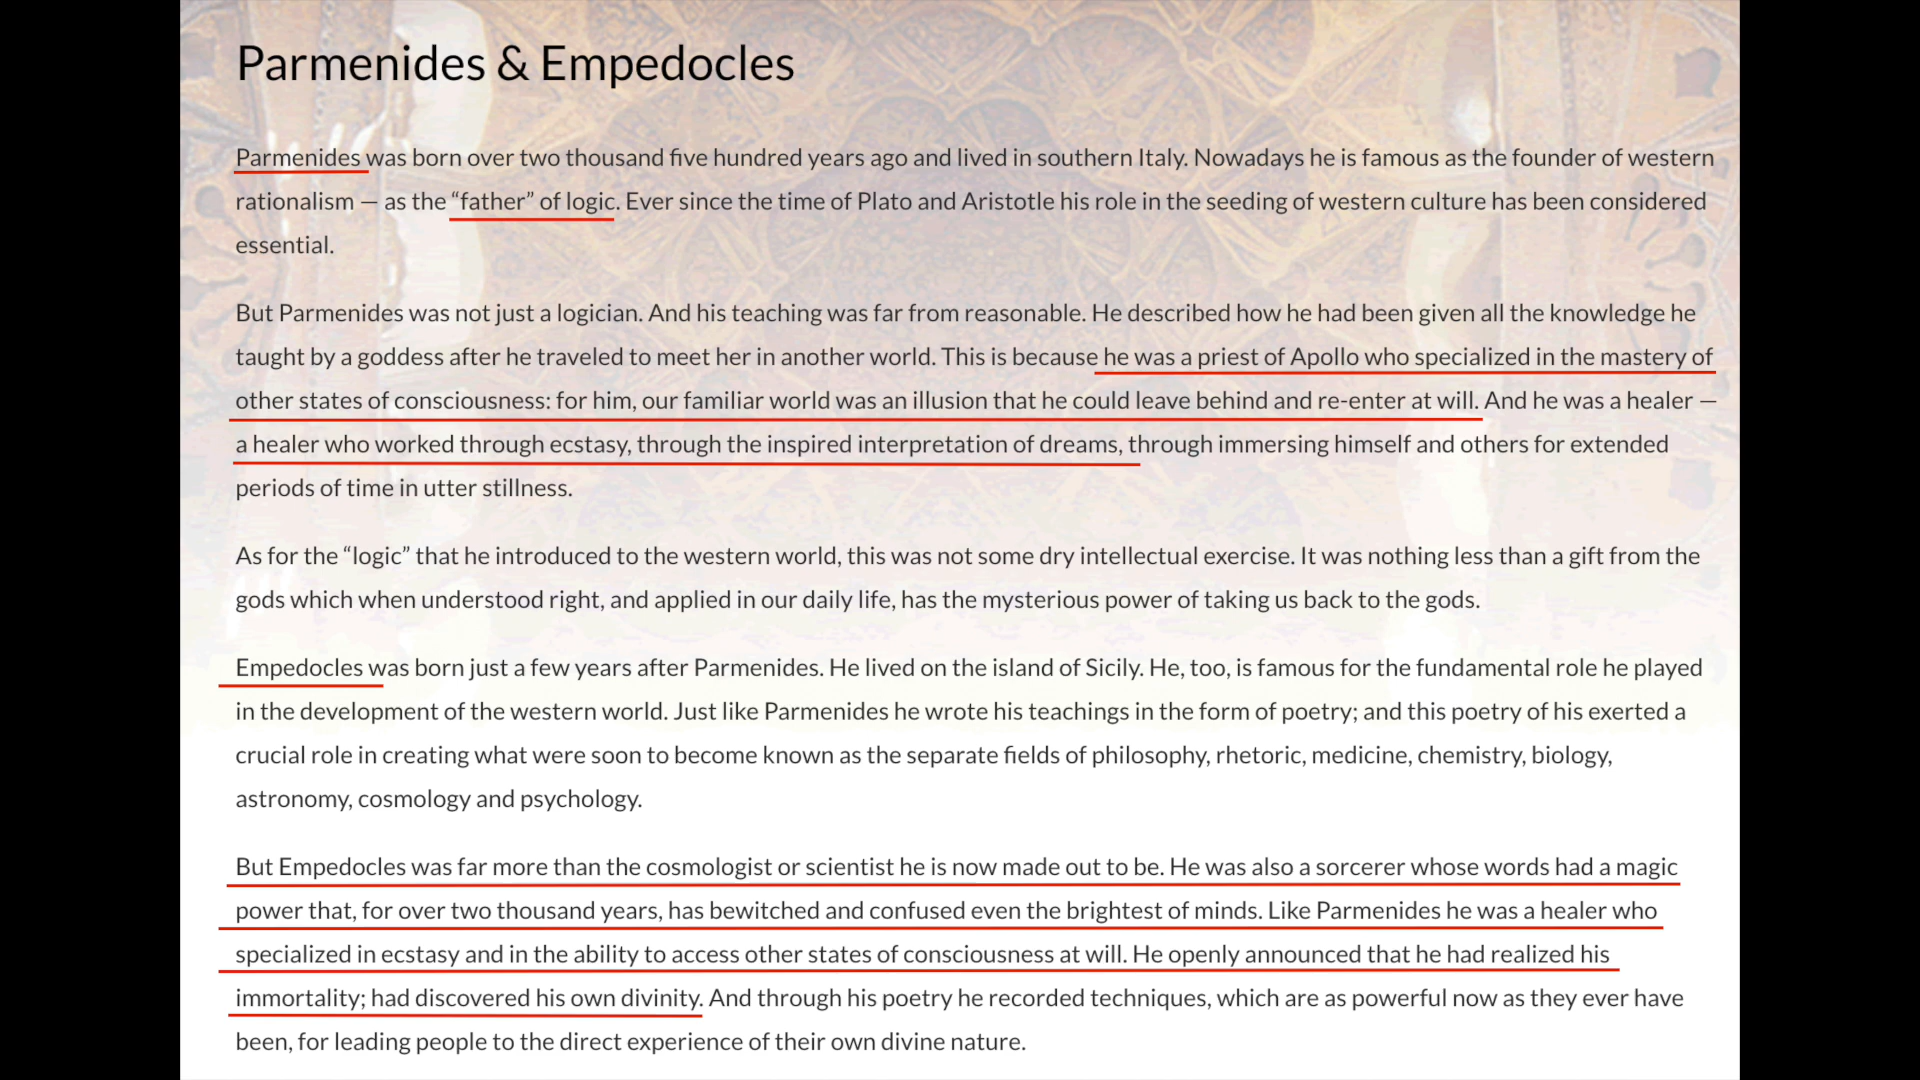 Parmenides & Empedocles
Parmenides was born over two thousand five hundred years ago and lived in southern Italy. Nowadays he is famous as the founder of western
rationalism — as the “father” of logic. Ever since the time of Plato and Aristotle his role in the seeding of western culture has been considered
essential.
But Parmenides was not just a logician. And his teaching was far from reasonable. He described how he had been given all the knowledge he
taught by a goddess after he traveled to meet her in another world. This is because he was a priest of Apollo who specialized in the mastery of
other states of consciousness: for him, our familiar world was an illusion that he could leave behind and re-enter at will. And he was a healer —
a healer who worked through ecstasy, through the inspired interpretation of dreams, through immersing himself and others for extended
periods of time in utter stillness.
As for the “logic” that he introduced to the western world, this was not some dry intellectual exercise. It was nothing less than a gift from the
gods which when understood right, and applied in our daily life, has the mysterious power of taking us back to the gods.
Empedocles was born just a few years after Parmenides. He lived on the island of Sicily. He, too, is famous for the fundamental role he played
in the development of the western world. Just like Parmenides he wrote his teachings in the form of poetry; and this poetry of his exerted a
crucial role in creating what were soon to become known as the separate fields of philosophy, rhetoric, medicine, chemistry, biology,
astronomy, cosmology and psychology.
But Empedocles was far more than the cosmologist or scientist he is now made out to be. He was also a sorcerer whose words had a magic
power that, for over two thousand years, has bewitched and confused even the brightest of minds. Like Parmenides he was a healer who
specialized in ecstasy and in the ability to access other states of consciousness at will. He openly announced that he had realized his
immortality; had discovered his own divinity. And through his poetry he recorded techniques, which are as powerful now as they ever have
been, for leading people to the direct experience of their own divine nature.